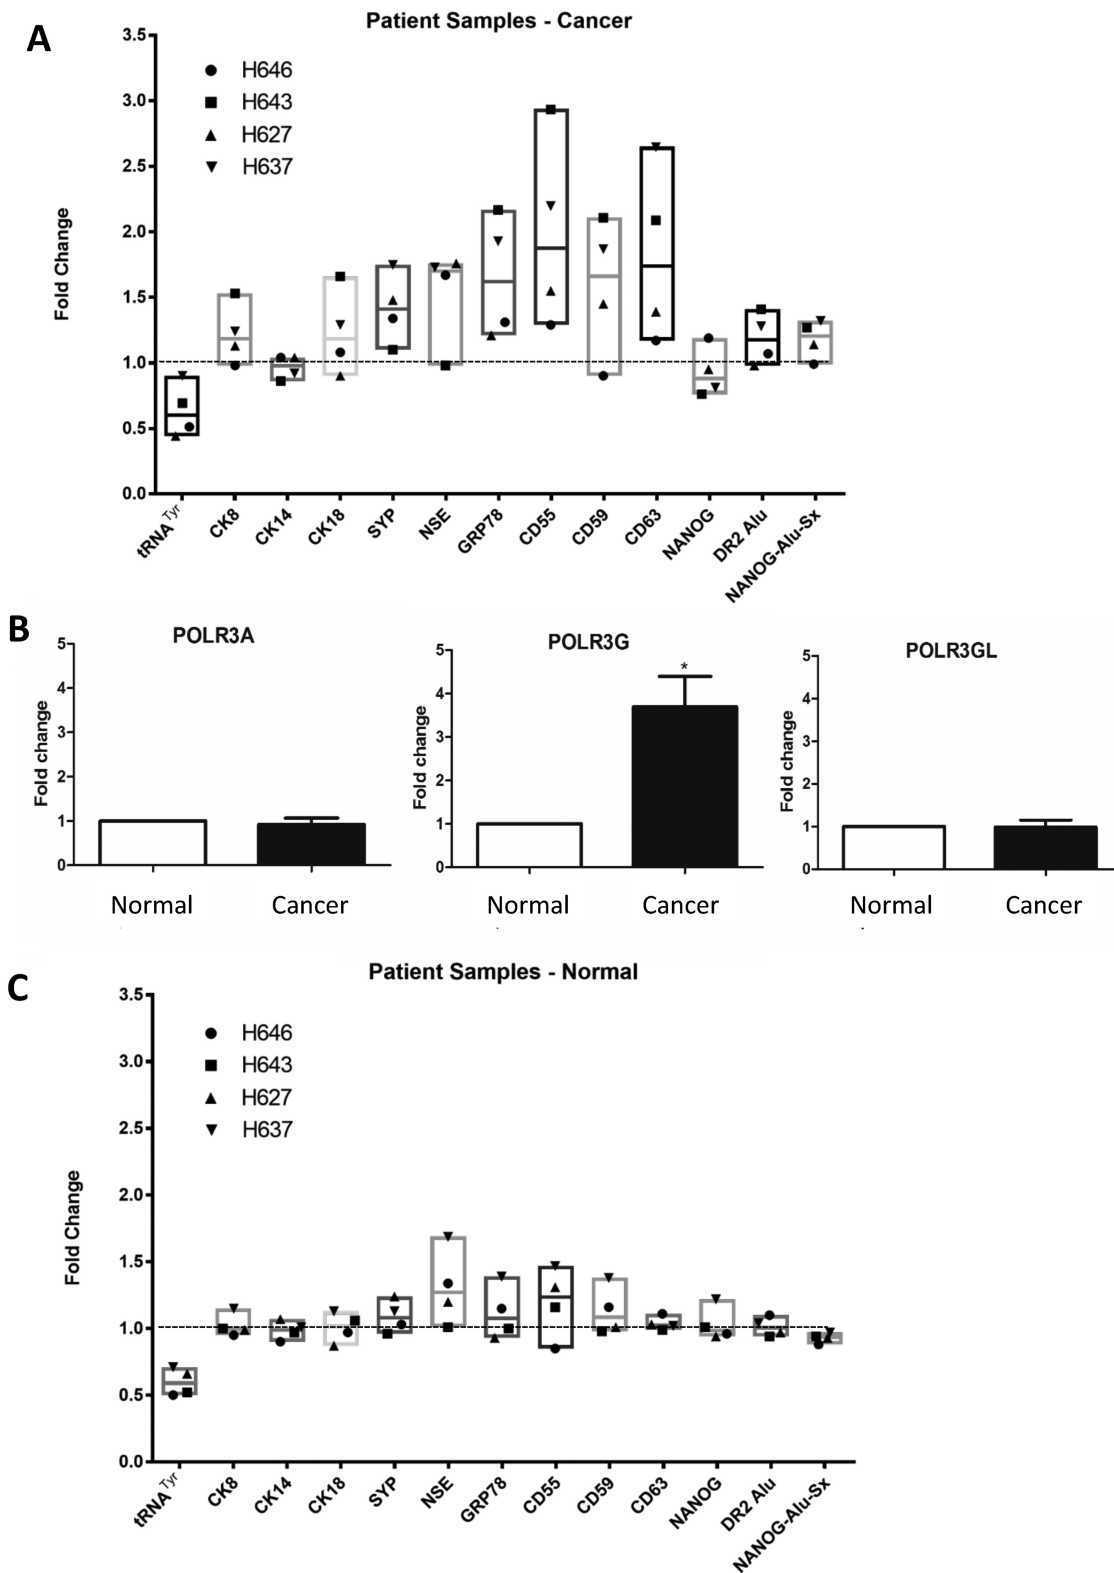 A
Patient Samples - Cancer
3.5
3.0
2.5
2.0
1.5
1.0
0.5
0.0
Fold Change
H646
H643
H627
H637
tRNA Tyr
CK8
CK14
CK18
SYP
NSE
GRP78
CD55
CD59
CD63
NANOG
DR2 Alu
NANOG-Alu-Sx
B
POLR3A
5
4
3
2
1
0
Fold change
Normal
Cancer
POLR3G
5
4
3
2
1
0
Fold change
*
Normal
Cancer
POLR3GL
5
4
3
2
1
0
Fold change
Normal
Cancer
C
Patient Samples - Normal
3.5
3.0
2.5
2.0
1.5
1.0
0.5
0.0
Fold Change
H646
H643
H627
H637
tRNA Tyr
CK8
CK14
CK18
SYP
NSE
GRP78
CD55
CD59
CD63
NANOG
DR2 Alu
NANOG-Alu-Sx